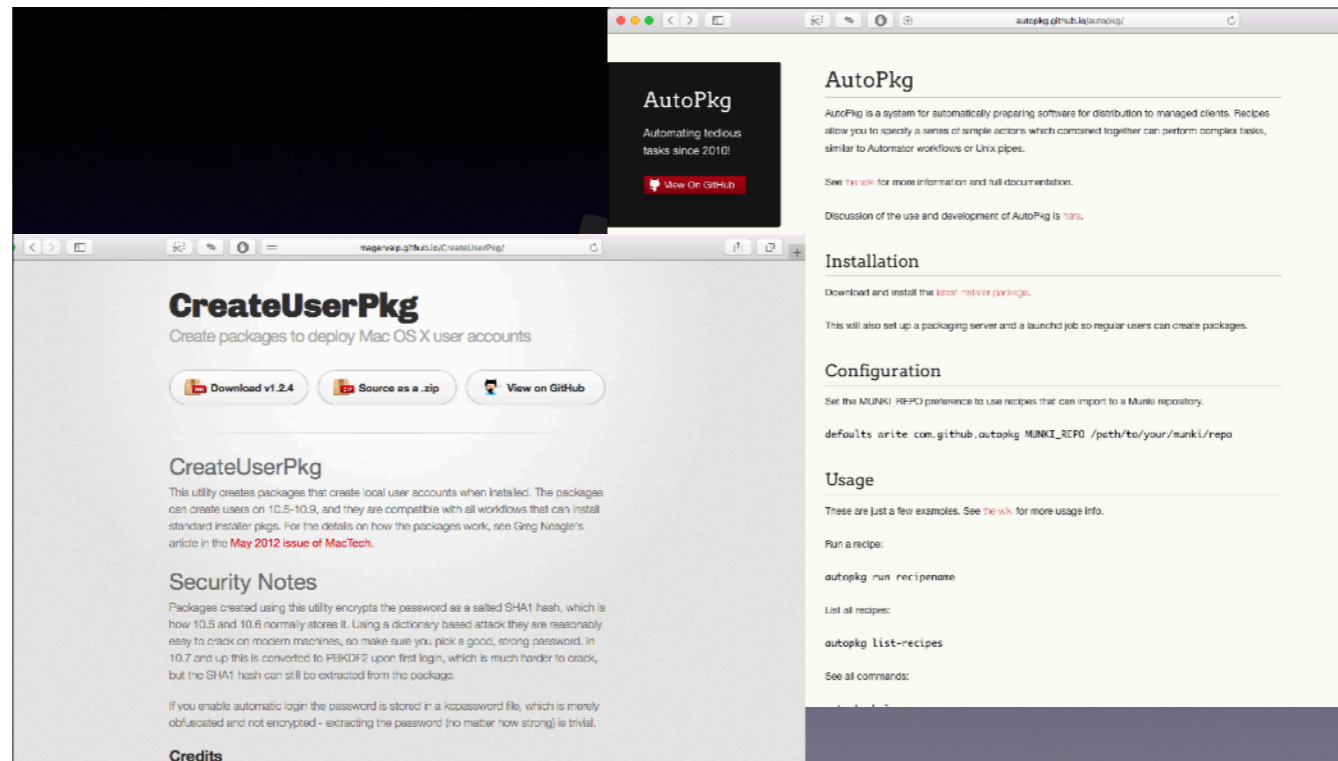 autopkg.github.io/autopkg/
AutoPkg
Automating tedious
tasks since 2010!
View On GitHub
AutoPkg
AutoPkg is a system for automatically preparing software for distribution to managed clients. Recipes
allow you to specify a series of simple actions which combined together can perform complex tasks,
similar to Automator workflows or Unix pipes.
See the wiki for more information and full documentation.
Discussion of the use and development of AutoPkg is here.
Installation
Download and install the latest installer package.
This will also set up a packaging server and a launchd job so regular users can create packages.
Configuration
Set the MUNKI_REPO preference to use recipes that can import to a Munki repository.
defaults write com.github.autopkg MUNKI_REPO /path/to/your/munki/repo
Usage
These are just a few examples. See the wiki for more usage info.
Run a recipe:
autopkg run recipename
List all recipes:
autopkg list-recipes
See all commands:
magervalp.github.io/CreateUserPkg/
CreateUserPkg
Create packages to deploy Mac OS X user accounts
Download v1.2.4
Source as a .zip
View on GitHub
CreateUserPkg
This utility creates packages that create local user accounts when installed. The packages
can create users on 10.5-10.9, and they are compatible with all workflows that can install
standard installer pkgs. For the details on how the packages work, see Greg Neagle's
article in the May 2012 issue of MacTech.
Security Notes
Packages created using this utility encrypts the password as a salted SHA1 hash, which is
how 10.5 and 10.6 normally stores it. Using a dictionary based attack they are reasonably
easy to crack on modern machines, so make sure you pick a good, strong password. In
10.7 and up this is converted to PBKDF2 upon first login, which is much harder to crack,
but the SHA1 hash can still be extracted from the package.
If you enable automatic login the password is stored in a kcpassword file, which is merely
obfuscated and not encrypted - extracting the password (no matter how strong) is trivial.
Credits